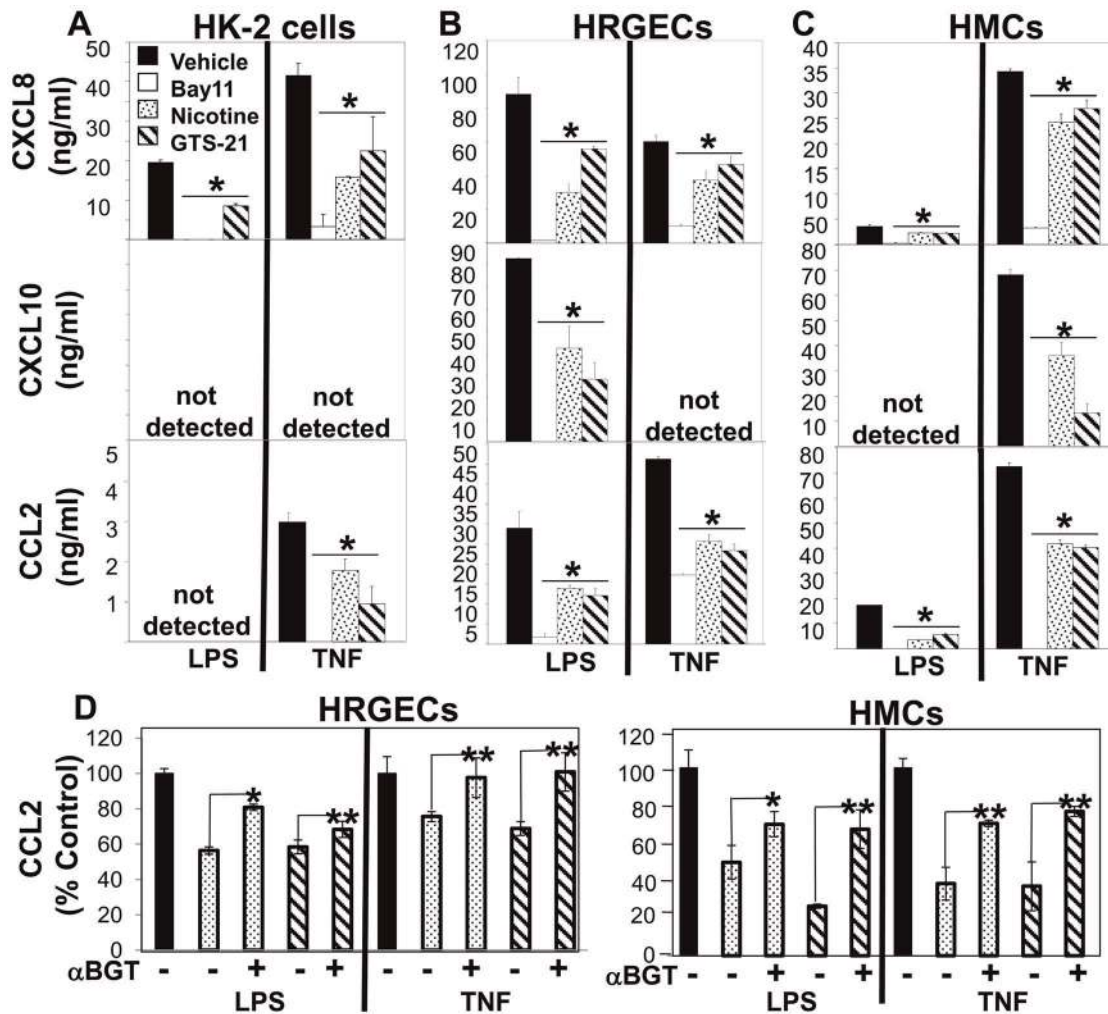 A HK-2 cells
B HRGECs
C HMCs
CXCL8
(ng/ml)
50
40
30
20
10
Vehicle
Bay11
Nicotine
GTS-21
*
*
120
100
80
60
40
20
*
*
40
35
30
25
20
15
10
50
*
*
CXCL10
(ng/ml)
not
detected
not
detected
90
80
70
60
50
40
30
20
10
*
not
detected
80
70
60
50
40
30
20
10
not
detected
*
CCL2
(ng/ml)
5
4
3
2
1
not
detected
*
LPS
TNF
50
45
40
35
30
25
20
15
10
5
*
*
LPS
TNF
80
70
60
50
40
30
20
10
*
*
LPS
TNF
D HRGECs
HMCs
CCL2
(% Control)
120
100
80
60
40
20
0
*
**
**
**
αBGT - - + - + - - + - +
LPS
TNF
120
100
80
60
40
20
0
*
**
**
**
αBGT - - + - + - - + - +
LPS
TNF